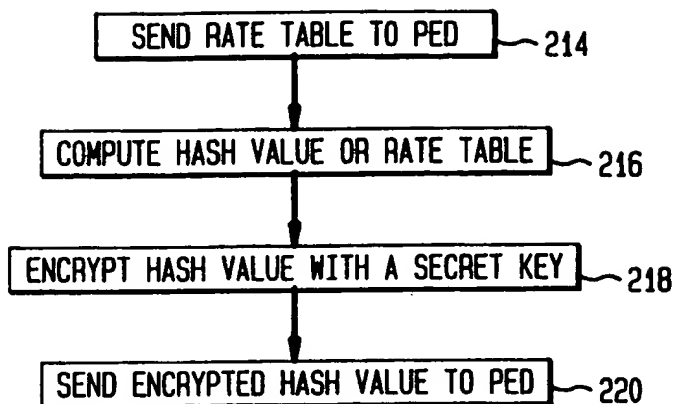 SEND RATE TABLE TO PED 214
COMPUTE HASH VALUE OR RATE TABLE 216
ENCRYPT HASH VALUE WITH A SECRET KEY 218
SEND ENCRYPTED HASH VALUE TO PED 220